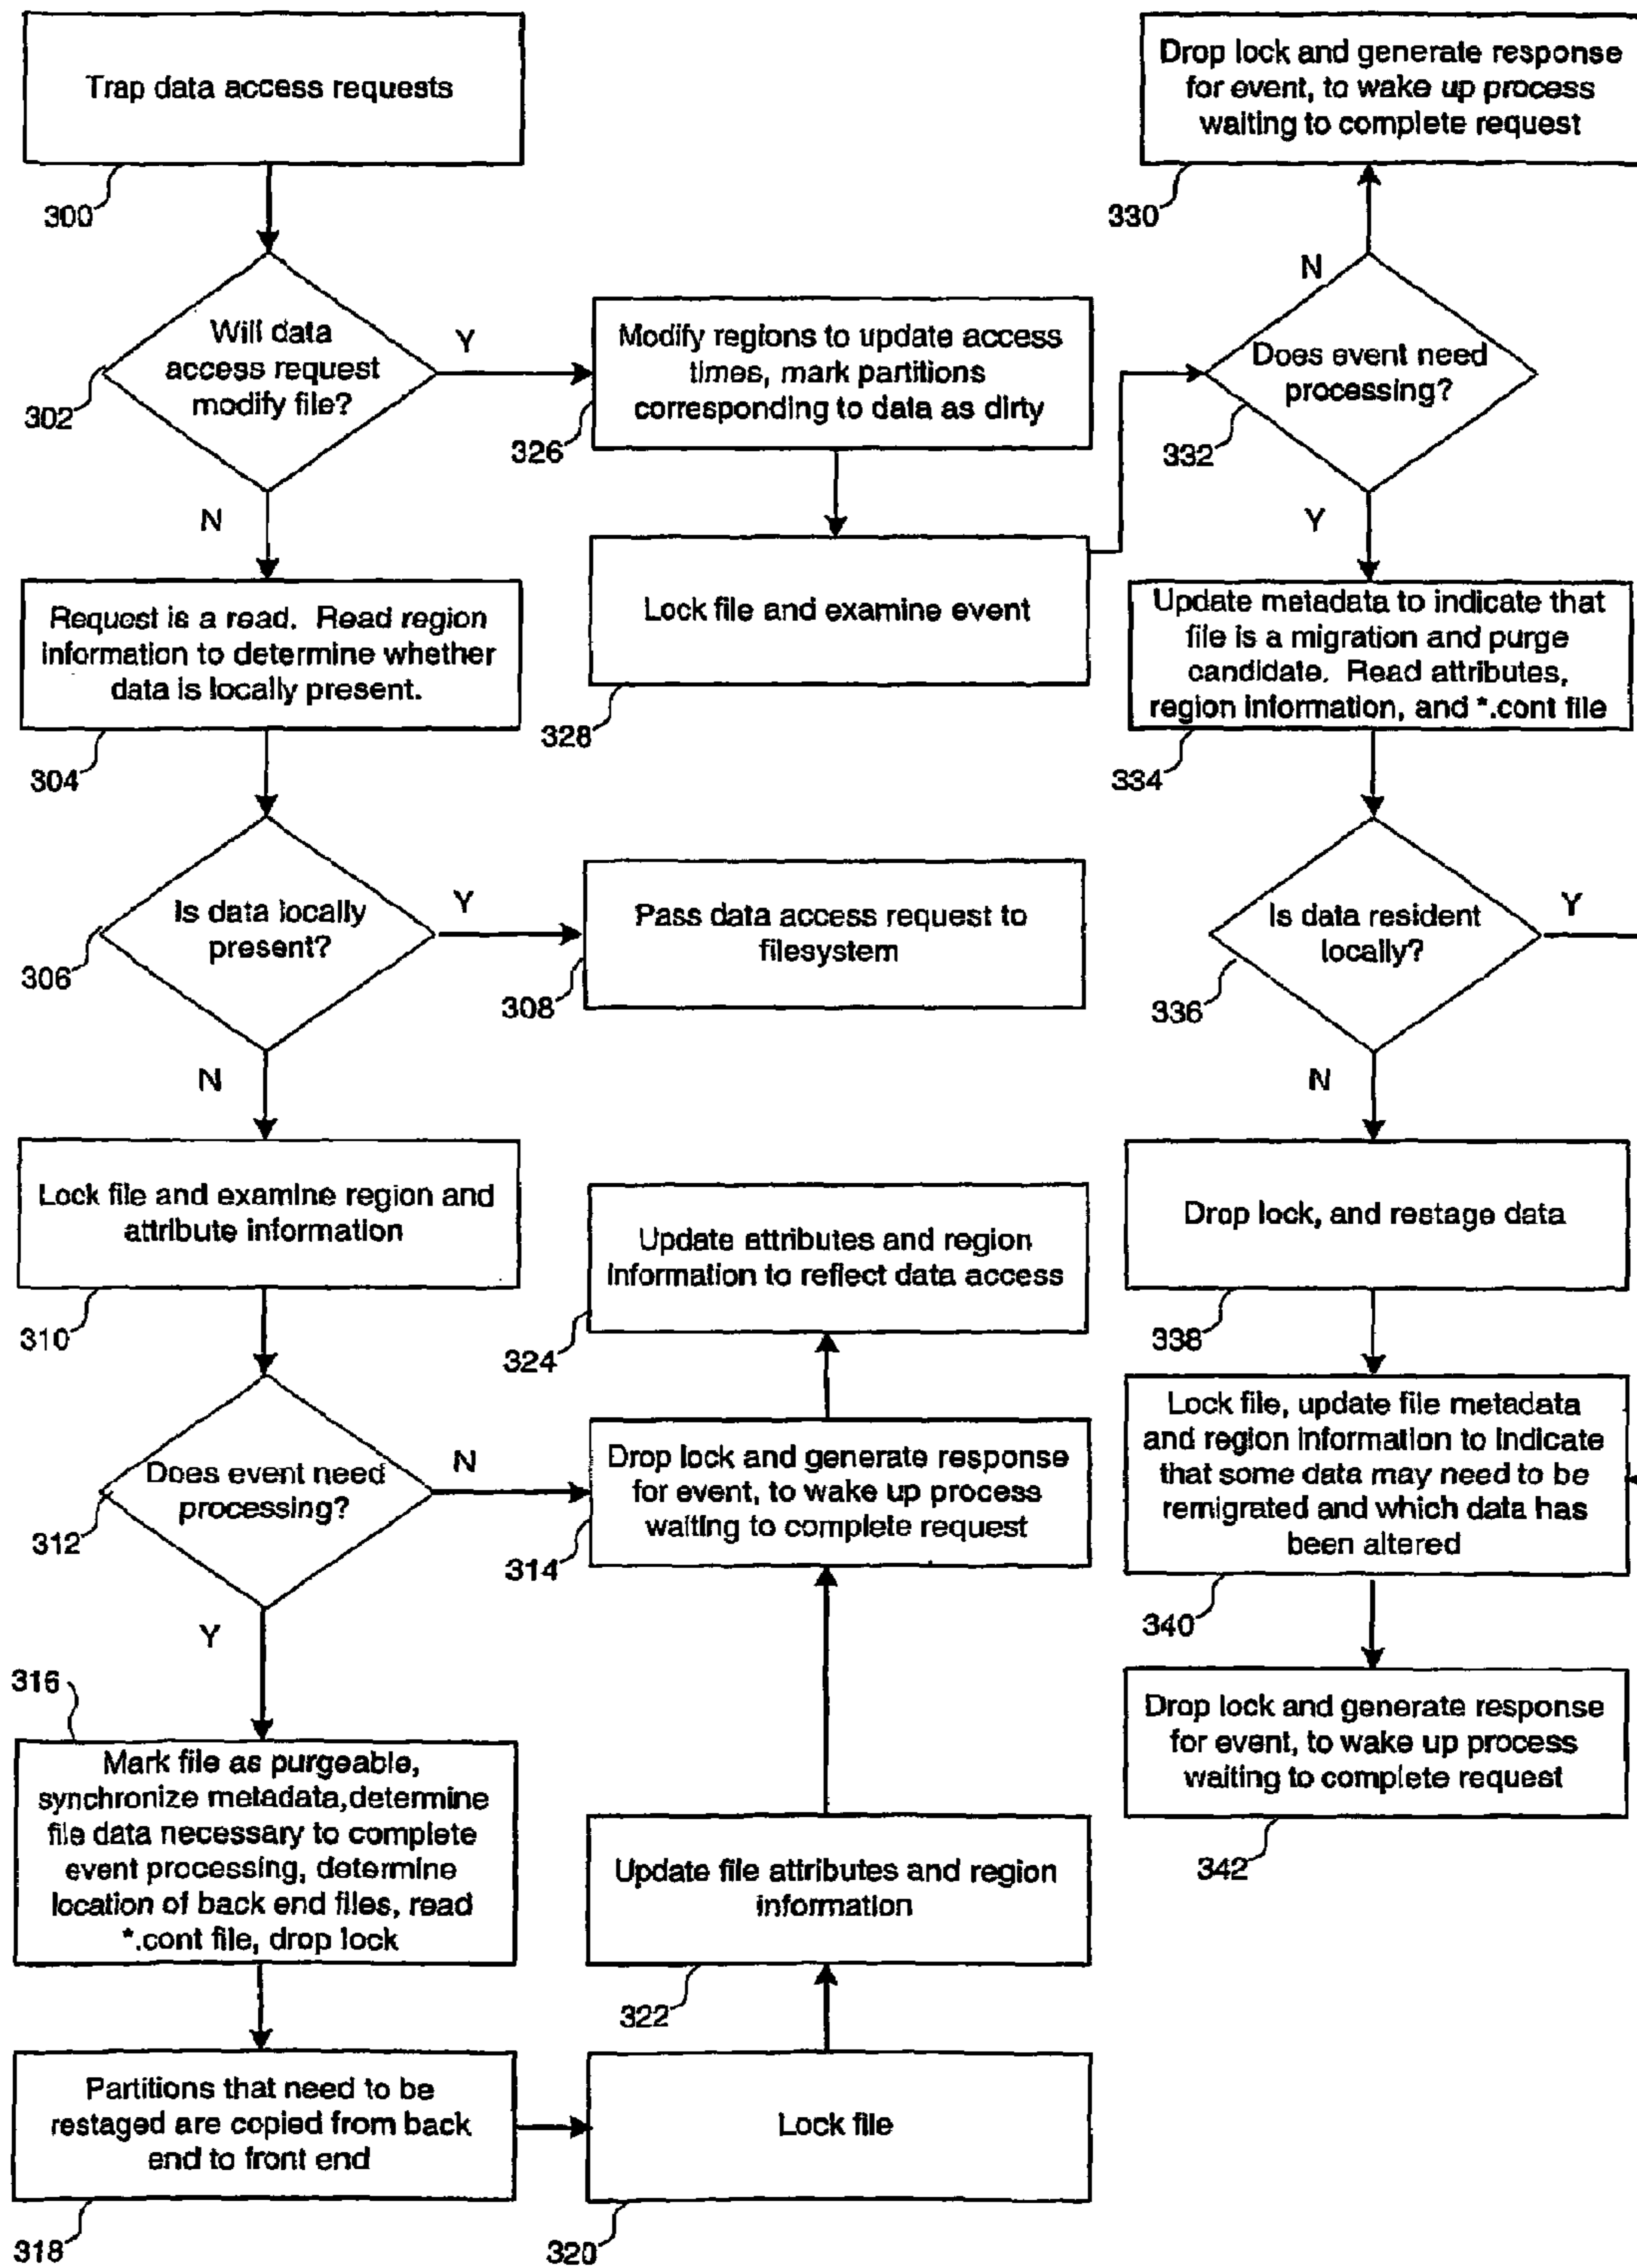 Trap data access requests
300
Will data
access request
modify file?
302
Y
N
Request is a read. Read region
information to determine whether
data is locally present.
304
Is data locally
present?
306
Y
N
Pass data access request to
filesystem
308
Lock file and examine region and
attribute information
310
Does event need
processing?
312
N
Y
316
Mark file as purgeable,
synchronize metadata,determine
file data necessary to complete
event processing, determine
location of back end files, read
*.cont file, drop lock
Partitions that need to be
restaged are copied from back
end to front end
318
Lock file
320
Update file attributes and region
information
322
Drop lock and generate response
for event, to wake up process
waiting to complete request
314
Update attributes and region
information to reflect data access
324
Modify regions to update access
times, mark partitions
corresponding to data as dirty
326
Lock file and examine event
328
Drop lock and generate response
for event, to wake up process
waiting to complete request
330
N
Does event need
processing?
332
Y
Update metadata to indicate that
file is a migration and purge
candidate. Read attributes,
region information, and *.cont file
334
Is data resident
locally?
336
Y
N
Drop lock, and restage data
338
Lock file, update file metadata
and region information to indicate
that some data may need to be
remigrated and which data has
been altered
340
Drop lock and generate response
for event, to wake up process
waiting to complete request
342